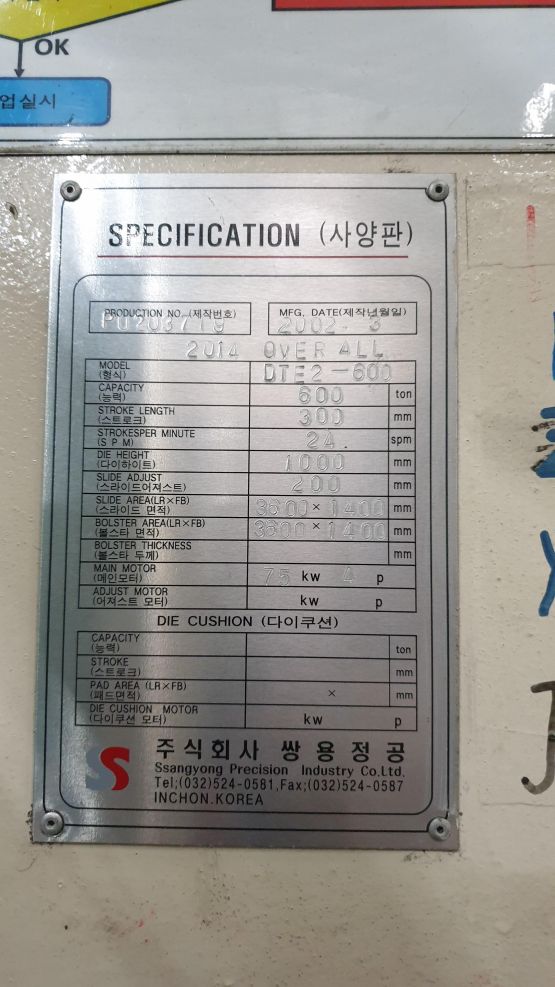 OK
업실시
SPECIFICATION (사양판)
PRODUCTION NO.(제작번호)
MFG. DATE(제작년월일)
2002. 3
2014 OVER ALL
MODEL (형식) DTE2-600
CAPACITY (능력) 600 ton
STROKE LENGTH (스트로크) 300 mm
STROKESPER MINUTE (S P M) 24 spm
DIE HEIGHT (다이하이트) 1000 mm
SLIDE ADJUST (스라이드어져스트) 200 mm
SLIDE AREA(LR×FB) (스라이드 면적) 3600 × 1400 mm
BOLSTER AREA(LR×FB) (볼스타 면적) 3600 × 1400 mm
BOLSTER THICKNESS (볼스타 두께) mm
MAIN MOTOR (메인모터) 75 kw 4 p
ADJUST MOTOR (어져스트 모터) kw p
DIE CUSHION (다이쿠션)
CAPACITY (능력) ton
STROKE (스트로크) mm
PAD AREA (LR×FB) (패드면적) × mm
DIE CUSHION MOTOR (다이쿠션 모터) kw p
SS 주식회사 쌍용정공
Ssangyong Precision Industry Co.Ltd.
Tel;(032)524-0581,Fax;(032)524-0587
INCHON.KOREA